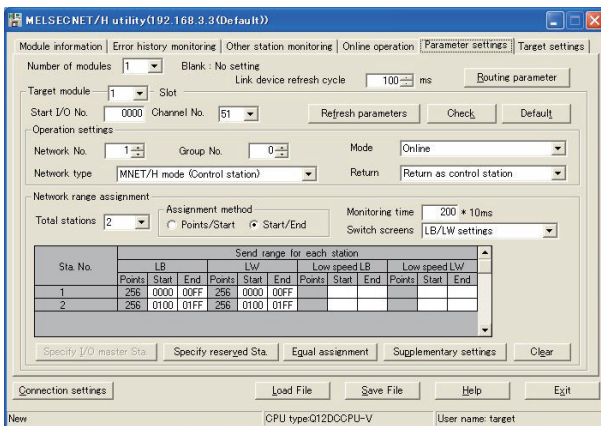 MELSECNET/H utility(192.168.3.3(Default))
Module information Error history monitoring Other station monitoring Online operation Parameter settings Target settings
Number of modules 1 Blank : No setting
Link device refresh cycle 100 ms Routing parameter
Target module 1 Slot
Start I/O No. 0000 Channel No. 51 Refresh parameters Check Default
Operation settings
Network No. 1 Group No. 0 Mode Online
Network type MNET/H mode (Control station) Return Return as control station
Network range assignment
Total stations 2 Assignment method Points/Start Start/End Monitoring time 200 * 10ms
Switch screens LB/LW settings
Sta. No. Send range for each station
LB LW Low speed LB Low speed LW
Points Start End Points Start End Points Start End Points Start End
1 256 0000 00FF 256 0000 00FF
2 256 0100 01FF 256 0100 01FF
Specify I/O master Sta. Specify reserved Sta. Equal assignment Supplementary settings Clear
Connection settings Load File Save File Help Exit
New CPU type:Q12DCCPU-V User name: target